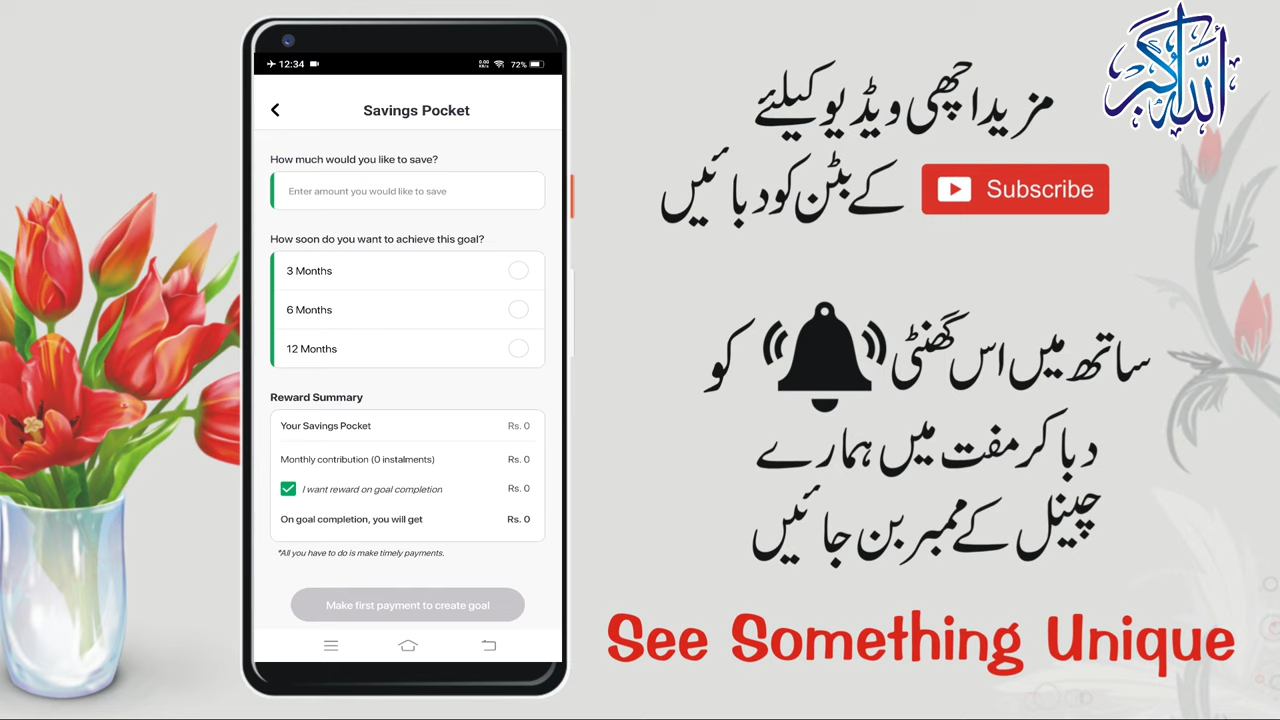 12:34
0.00 KB/s
72%
Savings Pocket
How much would you like to save?
Enter amount you would like to save
How soon do you want to achieve this goal?
3 Months
6 Months
12 Months
Reward Summary
Your Savings Pocket Rs. 0
Monthly contribution (0 instalments) Rs. 0
I want reward on goal completion Rs. 0
On goal completion, you will get Rs. 0
*All you have to do is make timely payments.
Make first payment to create goal
الله أكبر
مزید اچھی ویڈیو کیلئے
Subscribe کے بٹن کو دبائیں
ساتھ میں اس گھنٹی کو
دبا کر مفت میں ہمارے
چینل کے ممبر بن جائیں
See Something Unique